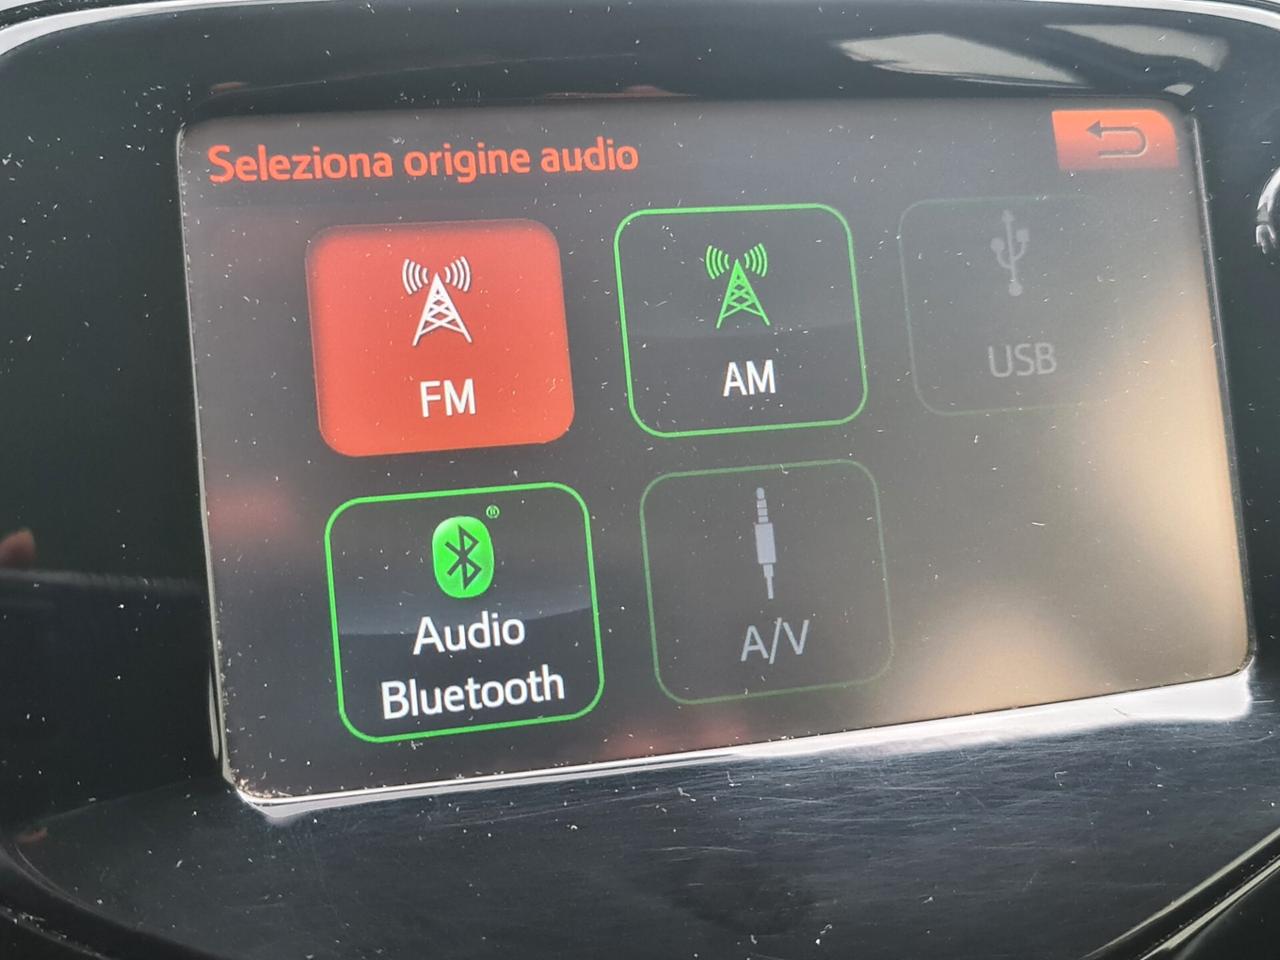 Seleziona origine audio
FM
AM
USB
®
Audio
Bluetooth
A/V